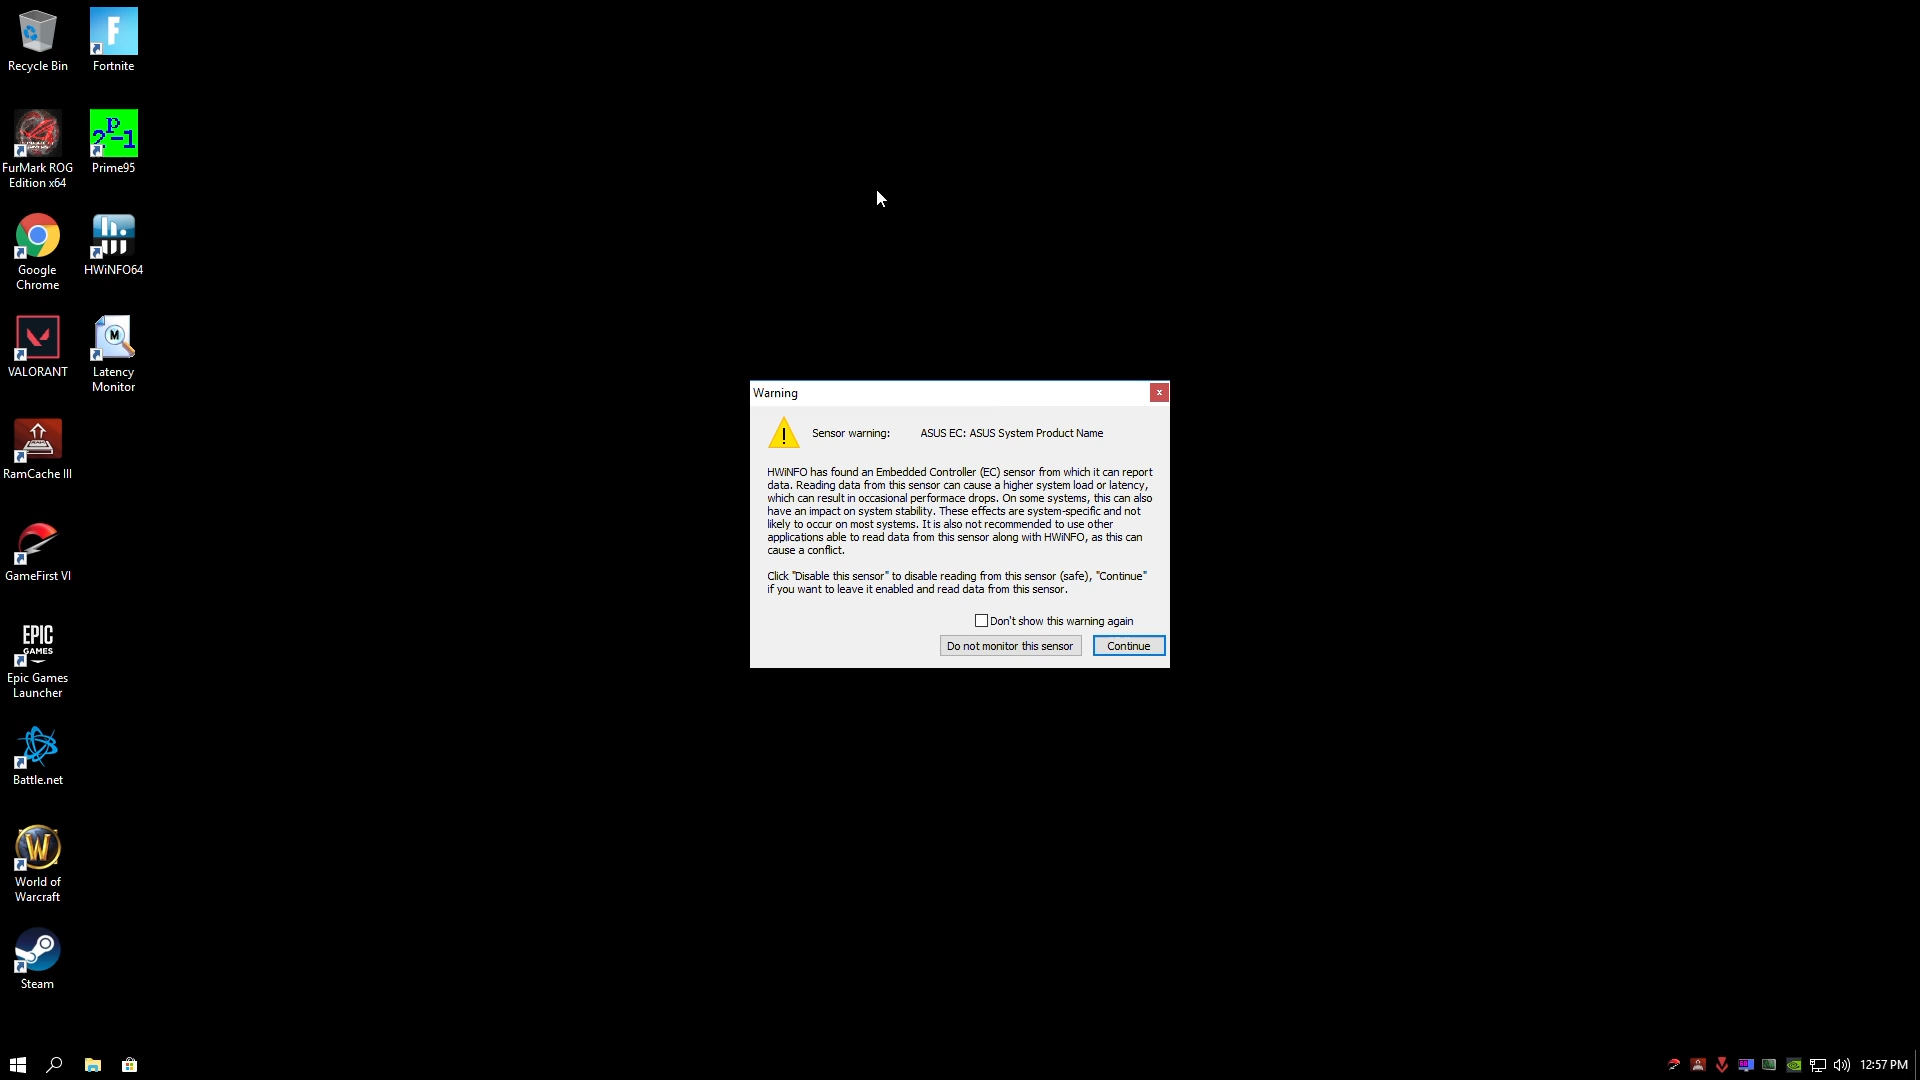 Recycle Bin
Fortnite
FurMark ROG
Edition x64
Prime95
Google
Chrome
HWiNFO64
VALORANT
Latency
Monitor
RamCache III
GameFirst VI
EPIC
GAMES
Epic Games
Launcher
Battle.net
World of
Warcraft
Steam
Warning
Sensor warning: ASUS EC: ASUS System Product Name
HWiNFO has found an Embedded Controller (EC) sensor from which it can report
data. Reading data from this sensor can cause a higher system load or latency,
which can result in occasional performace drops. On some systems, this can also
have an impact on system stability. These effects are system-specific and not
likely to occur on most systems. It is also not recommended to use other
applications able to read data from this sensor along with HWiNFO, as this can
cause a conflict.
Click "Disable this sensor" to disable reading from this sensor (safe), "Continue"
if you want to leave it enabled and read data from this sensor.
Don't show this warning again
Do not monitor this sensor
Continue
12:57 PM